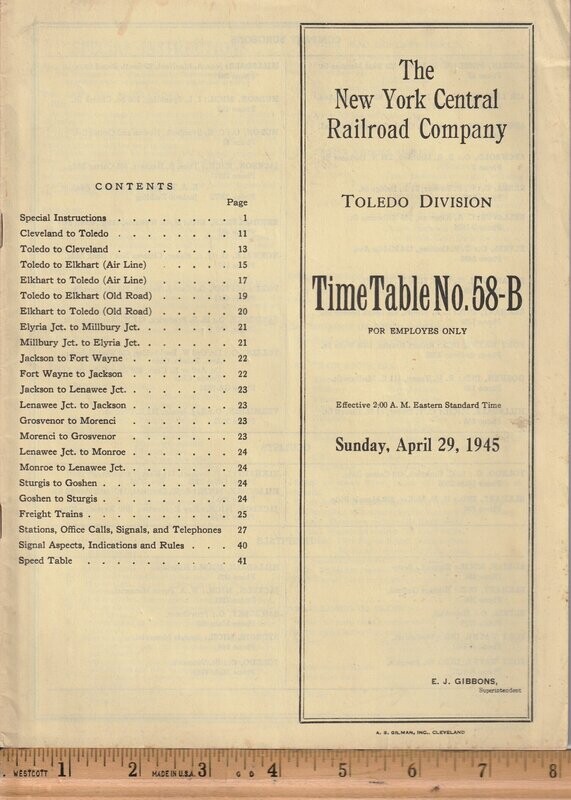 CONTENTS
Page
Special Instructions . . . . . . . . 1
Cleveland to Toledo . . . . . . . . 11
Toledo to Cleveland . . . . . . . . 13
Toledo to Elkhart (Air Line) . . . . . . 15
Elkhart to Toledo (Air Line) . . . . . . 17
Toledo to Elkhart (Old Road) . . . . . 19
Elkhart to Toledo (Old Road) . . . . . 20
Elyria Jct. to Millbury Jct. . . . . . . 21
Millbury Jct. to Elyria Jct. . . . . . . 21
Jackson to Fort Wayne . . . . . . . 22
Fort Wayne to Jackson . . . . . . . 22
Jackson to Lenawee Jct. . . . . . . . 23
Lenawee Jct. to Jackson . . . . . . . 23
Grosvenor to Morenci . . . . . . . 23
Morenci to Grosvenor . . . . . . . 23
Lenawee Jct. to Monroe . . . . . . . 24
Monroe to Lenawee Jct. . . . . . . . 24
Sturgis to Goshen . . . . . . . . . 24
Goshen to Sturgis . . . . . . . . . 24
Freight Trains . . . . . . . . . . 25
Stations, Office Calls, Signals, and Telephones 27
Signal Aspects, Indications and Rules . . . 40
Speed Table . . . . . . . . . 41
The
New York Central
Railroad Company
TOLEDO DIVISION
Time Table No. 58-B
FOR EMPLOYES ONLY
Effective 2:00 A. M. Eastern Standard Time
Sunday, April 29, 1945
E. J. GIBBONS,
Superintendent
A. S. GILMAN, INC., CLEVELAND
WESTCOTT 1 2 MADE IN U.S.A. 3 4 5 6 7 8